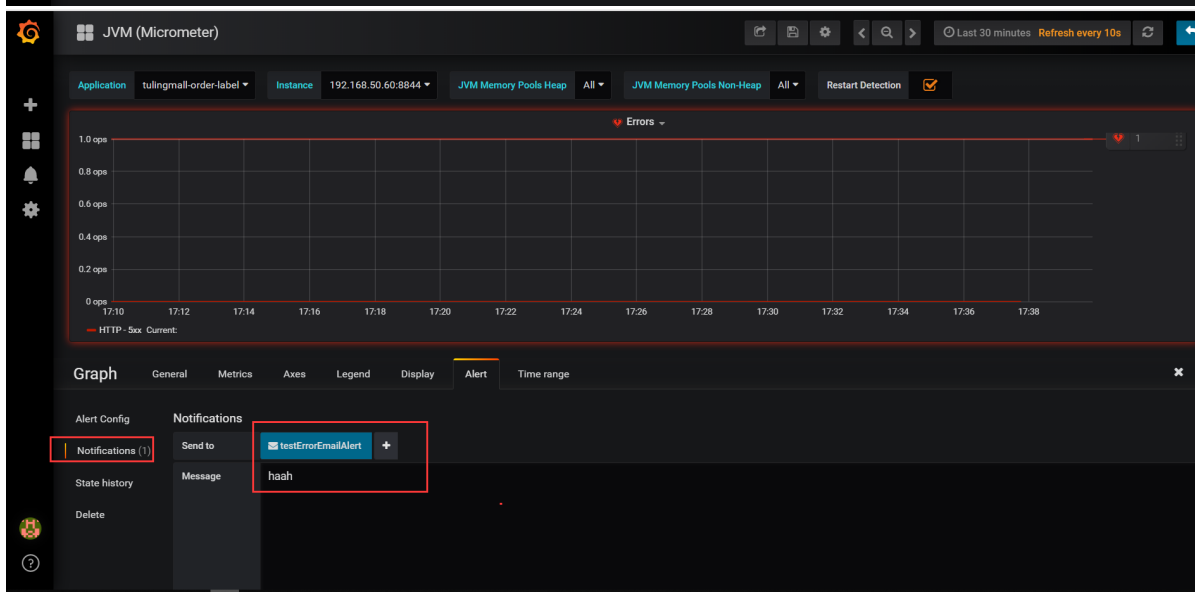 JVM (Micrometer)
Last 30 minutes Refresh every 10s
Application tulingmall-order-label Instance 192.168.50.60:8844 JVM Memory Pools Heap All JVM Memory Pools Non-Heap All Restart Detection
Errors
1.0 ops
1
0.8 ops
0.6 ops
0.4 ops
0.2 ops
0 ops
17:10 17:12 17:14 17:16 17:18 17:20 17:22 17:24 17:26 17:28 17:30 17:32 17:34 17:36 17:38
HTTP - 5xx Current:
Graph General Metrics Axes Legend Display Alert Time range
Alert Config Notifications
Notifications (1) Send to testErrorEmailAlert
State history Message haah
Delete